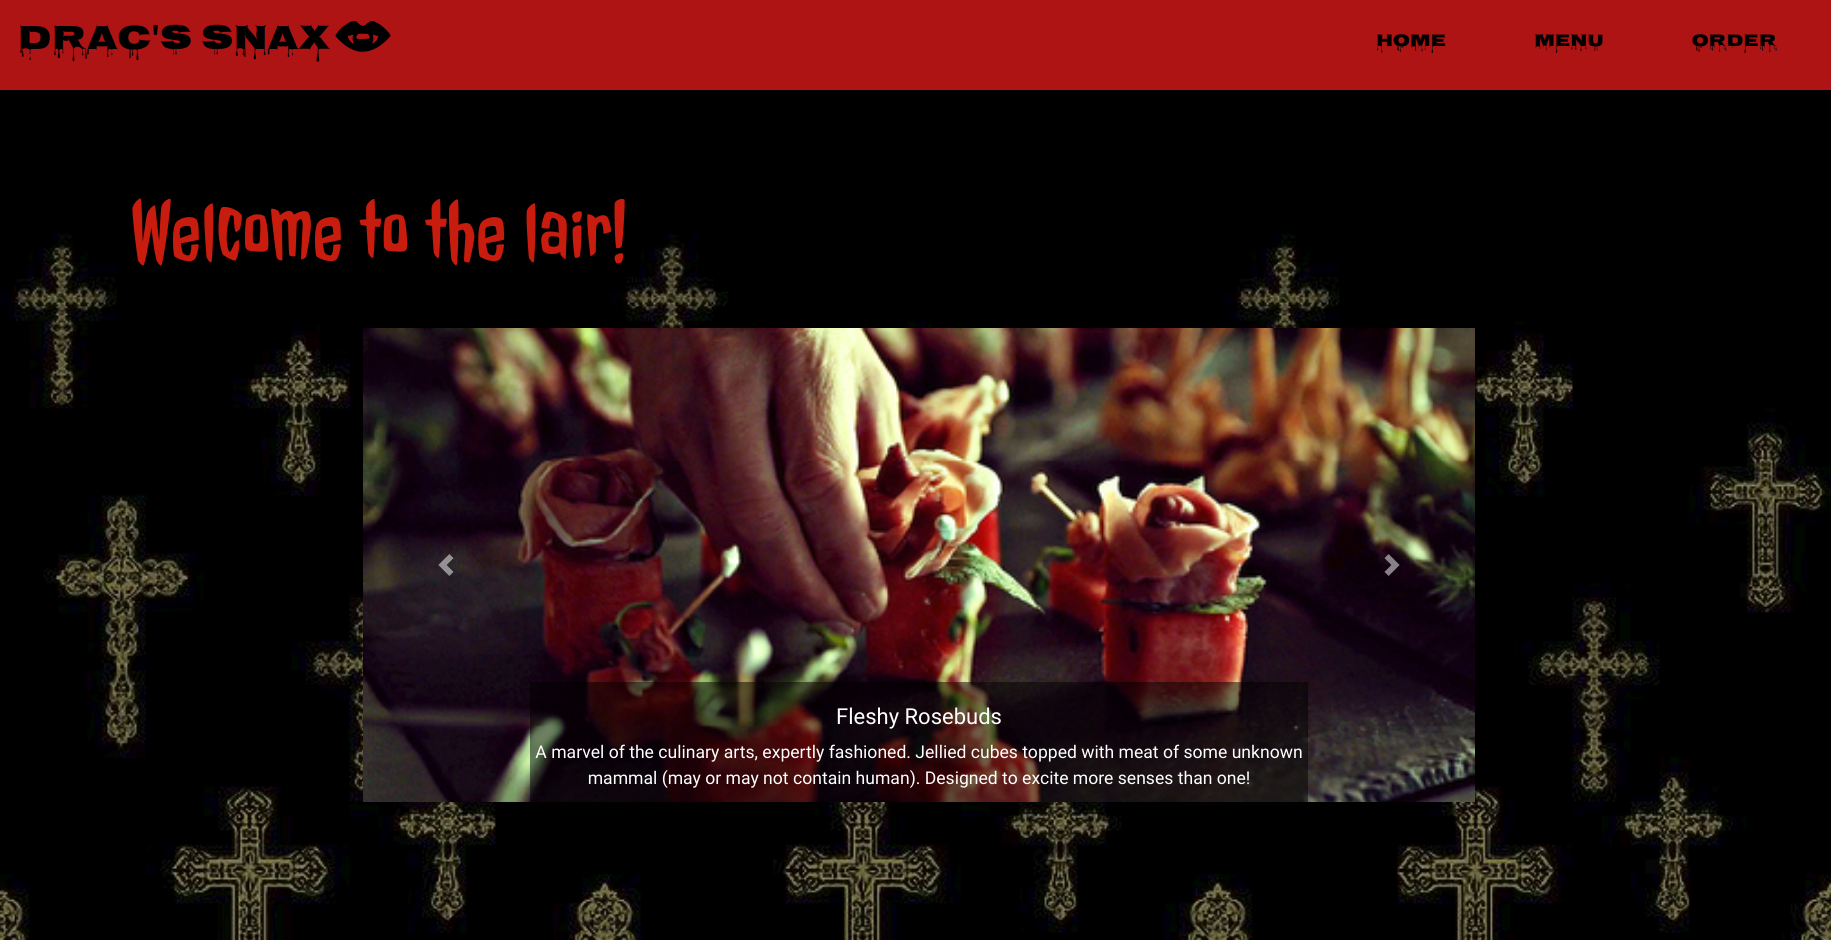 DRAC'S SNAX
HOME
MENU
ORDER
Welcome to the lair!
Fleshy Rosebuds
A marvel of the culinary arts, expertly fashioned. Jellied cubes topped with meat of some unknown
mammal (may or may not contain human). Designed to excite more senses than one!